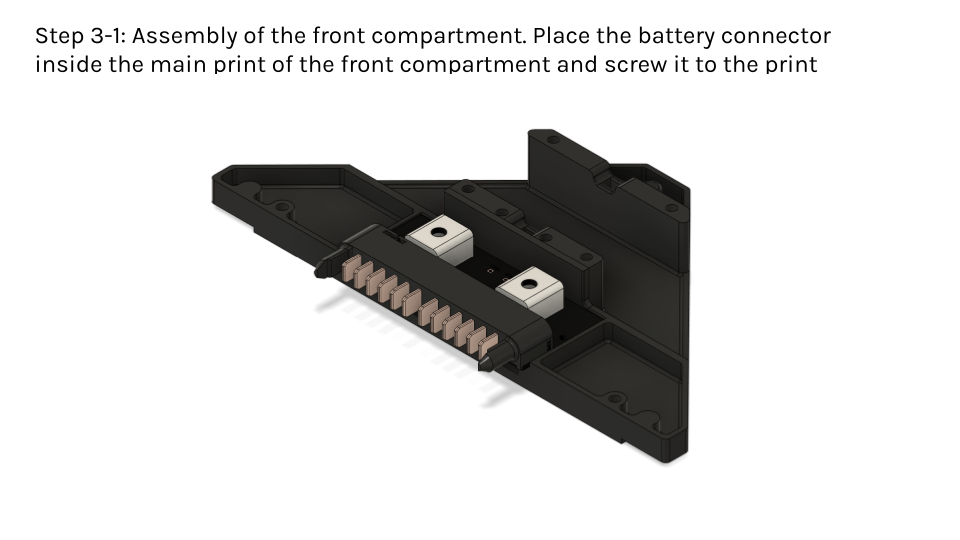 Step 3-1: Assembly of the front compartment. Place the battery connector
inside the main print of the front compartment and screw it to the print